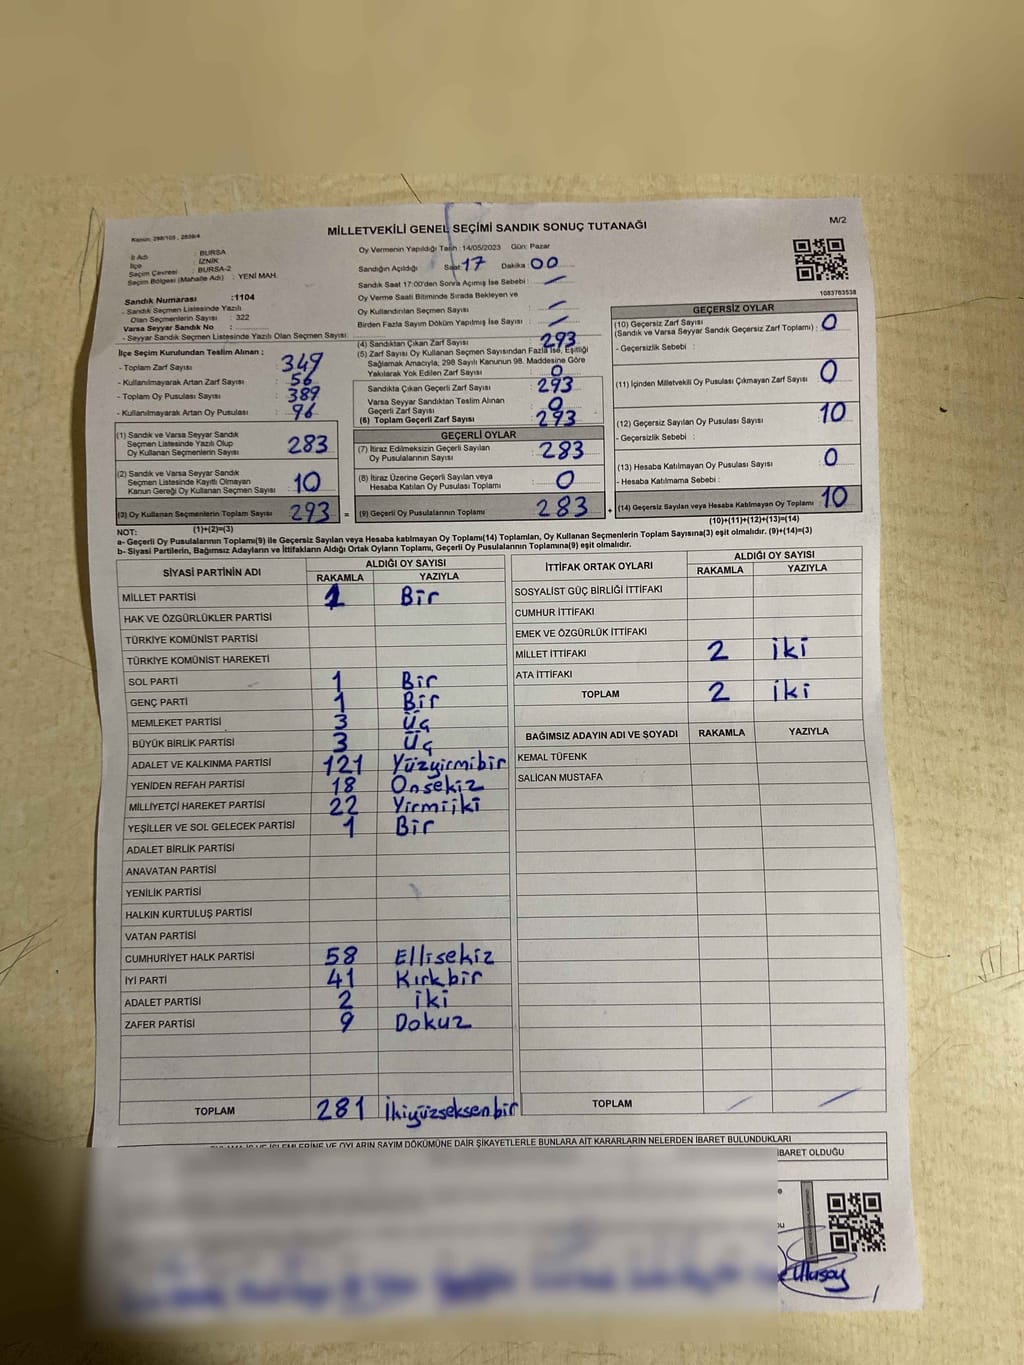 Kanun: 298/105 , 2839/4
MİLLETVEKİLİ GENEL SEÇİMİ SANDIK SONUÇ TUTANAĞI
M/2
İl Adı : BURSA
İlçe : İZNİK
Seçim Çevresi : BURSA-2
Seçim Bölgesi (Mahalle Adı) : YENİ MAH.
Sandık Numarası :1104
- Sandık Seçmen Listesinde Yazılı
Olan Seçmenlerin Sayısı : 322
Varsa Seyyar Sandık No :
- Seyyar Sandık Seçmen Listesinde Yazılı Olan Seçmen Sayısı:
İlçe Seçim Kurulundan Teslim Alınan :
- Toplam Zarf Sayısı : 349
- Kullanılmayarak Artan Zarf Sayısı : 56
- Toplam Oy Pusulası Sayısı : 389
- Kullanılmayarak Artan Oy Pusulası : 96
(1) Sandık ve Varsa Seyyar Sandık
Seçmen Listesinde Yazılı Olup
Oy Kullanan Seçmenlerin Sayısı 283
(2) Sandık ve Varsa Seyyar Sandık
Seçmen Listesinde Kayıtlı Olmayan
Kanun Gereği Oy Kullanan Seçmen Sayısı 10
(3) Oy Kullanan Seçmenlerin Toplam Sayısı 293 =
(1)+(2)=(3)
Oy Vermenin Yapıldığı Tarih :14/05/2023 Gün: Pazar
Sandığın Açıldığı Saat: 17 Dakika: 00
Sandık Saat 17:00'den Sonra Açılmış İse Sebebi : /
Oy Verme Saati Bitiminde Sırada Bekleyen ve
Oy Kullandırılan Seçmen Sayısı : /
Birden Fazla Sayım Döküm Yapılmış İse Sayısı : /
(4) Sandıktan Çıkan Zarf Sayısı : 293
(5) Zarf Sayısı Oy Kullanan Seçmen Sayısından Fazla İse, Eşitliği
Sağlamak Amacıyla, 298 Sayılı Kanunun 98. Maddesine Göre
Yakılarak Yok Edilen Zarf Sayısı : 0
Sandıkta Çıkan Geçerli Zarf Sayısı : 293
Varsa Seyyar Sandıktan Teslim Alınan
Geçerli Zarf Sayısı : 0
(6) Toplam Geçerli Zarf Sayısı : 293
GEÇERLİ OYLAR
(7) İtiraz Edilmeksizin Geçerli Sayılan
Oy Pusulalarının Sayısı : 283
(8) İtiraz Üzerine Geçerli Sayılan veya
Hesaba Katılan Oy Pusulası Toplamı : 0
(9) Geçerli Oy Pusulalarının Toplamı : 283 +
1083763538
GEÇERSİZ OYLAR
(10) Geçersiz Zarf Sayısı
(Sandık ve Varsa Seyyar Sandık Geçersiz Zarf Toplamı) : 0
- Geçersizlik Sebebi :
(11) İçinden Milletvekili Oy Pusulası Çıkmayan Zarf Sayısı : 0
(12) Geçersiz Sayılan Oy Pusulası Sayısı : 10
- Geçersizlik Sebebi :
(13) Hesaba Katılmayan Oy Pusulası Sayısı : 0
- Hesaba Katılmama Sebebi :
(14) Geçersiz Sayılan veya Hesaba Katılmayan Oy Toplamı : 10
(10)+(11)+(12)+(13)=(14)
NOT:
a- Geçerli Oy Pusulalarının Toplamı(9) ile Geçersiz Sayılan veya Hesaba katılmayan Oy Toplamı(14) Toplamları, Oy Kullanan Seçmenlerin Toplam Sayısına(3) eşit olmalıdır. (9)+(14)=(3)
b- Siyasi Partilerin, Bağımsız Adayların ve İttifakların Aldığı Ortak Oyların Toplamı, Geçerli Oy Pusulalarının Toplamına(9) eşit olmalıdır.
SİYASİ PARTİNİN ADI ALDIĞI OY SAYISI
RAKAMLA YAZIYLA
MİLLET PARTİSİ 1 Bir
HAK VE ÖZGÜRLÜKLER PARTİSİ
TÜRKİYE KOMÜNİST PARTİSİ
TÜRKİYE KOMÜNİST HAREKETİ
SOL PARTİ 1 Bir
GENÇ PARTİ 1 Bir
MEMLEKET PARTİSİ 3 Üç
BÜYÜK BİRLİK PARTİSİ 3 Üç
ADALET VE KALKINMA PARTİSİ 121 Yüzyirmibir
YENİDEN REFAH PARTİSİ 18 Onsekiz
MİLLİYETÇİ HAREKET PARTİSİ 22 Yirmiiki
YEŞİLLER VE SOL GELECEK PARTİSİ 1 Bir
ADALET BİRLİK PARTİSİ
ANAVATAN PARTİSİ
YENİLİK PARTİSİ
HALKIN KURTULUŞ PARTİSİ
VATAN PARTİSİ
CUMHURİYET HALK PARTİSİ 58 Ellisekiz
İYİ PARTİ 41 Kırkbir
ADALET PARTİSİ 2 iki
ZAFER PARTİSİ 9 Dokuz
TOPLAM 281 İkiyüzseksenbir
İTTİFAK ORTAK OYLARI ALDIĞI OY SAYISI
RAKAMLA YAZIYLA
SOSYALİST GÜÇ BİRLİĞİ İTTİFAKI
CUMHUR İTTİFAKI
EMEK VE ÖZGÜRLÜK İTTİFAKI
MİLLET İTTİFAKI 2 iki
ATA İTTİFAKI
TOPLAM 2 iki
BAĞIMSIZ ADAYIN ADI VE SOYADI RAKAMLA YAZIYLA
KEMAL TÜFENK
SALİCAN MUSTAFA
TOPLAM / /
İŞ VE İŞLEMLERİNE VE OYLARIN SAYIM DÖKÜMÜNE DAİR ŞİKAYETLERLE BUNLARA AİT KARARLARIN NELERDEN İBARET BULUNDUKLARI
İBARET OLDUĞU
Ulusoy